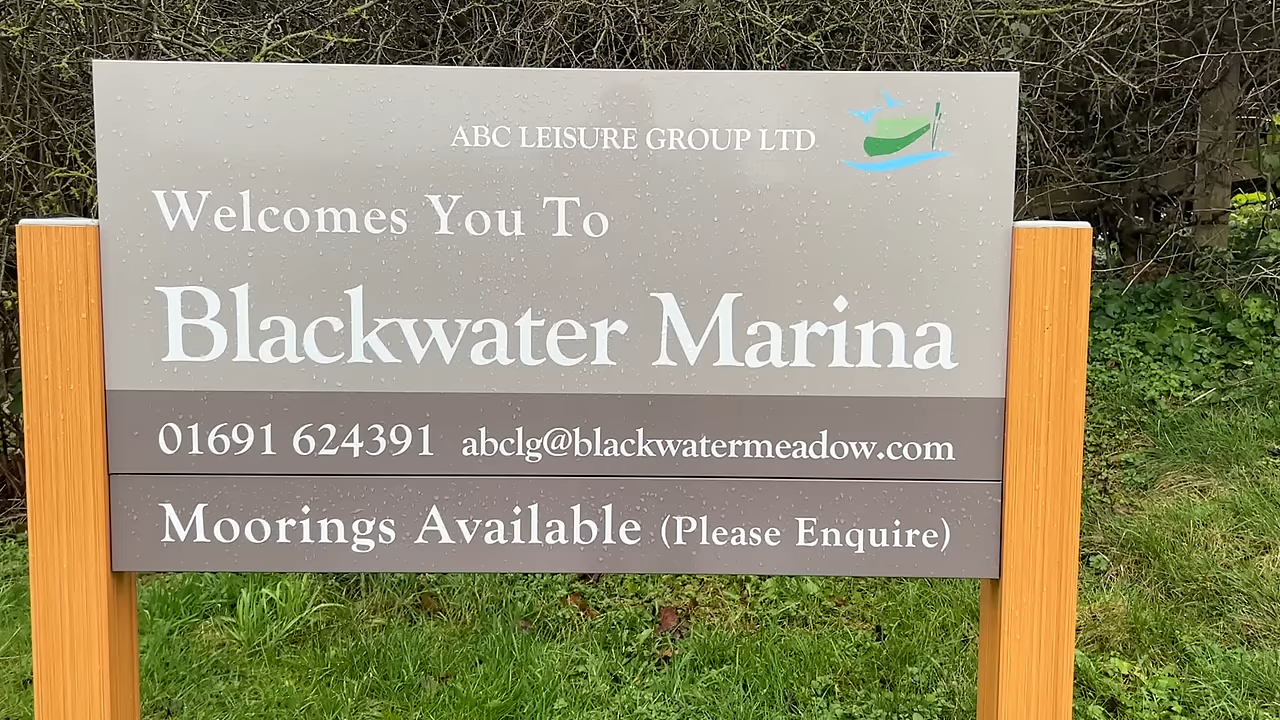 ABC LEISURE GROUP LTD
Welcomes You To
Blackwater Marina
01691 624391 abclg@blackwatermeadow.com
Moorings Available (Please Enquire)